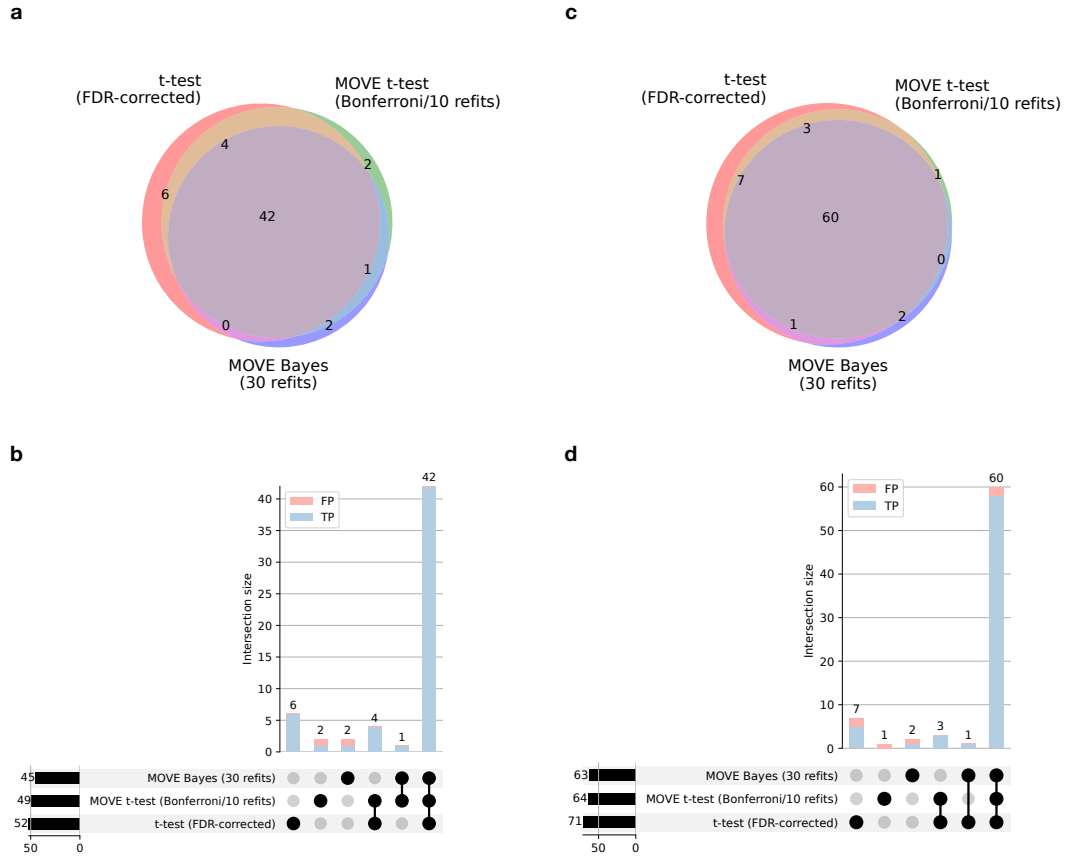 a
t-test
(FDR-corrected)
MOVE t-test
(Bonferroni/10 refits)
4
2
6
42
1
0
2
MOVE Bayes
(30 refits)
c
t-test
(FDR-corrected)
MOVE t-test
(Bonferroni/10 refits)
3
1
7
60
0
1
2
MOVE Bayes
(30 refits)
b
42
FP
TP
40
35
30
25
20
15
10
5
0
Intersection size
6
2
2
4
1
45
MOVE Bayes (30 refits)
49
MOVE t-test (Bonferroni/10 refits)
52
t-test (FDR-corrected)
50
0
d
60
FP
TP
60
50
40
30
20
10
0
Intersection size
7
1
2
3
1
63
MOVE Bayes (30 refits)
64
MOVE t-test (Bonferroni/10 refits)
71
t-test (FDR-corrected)
50
0